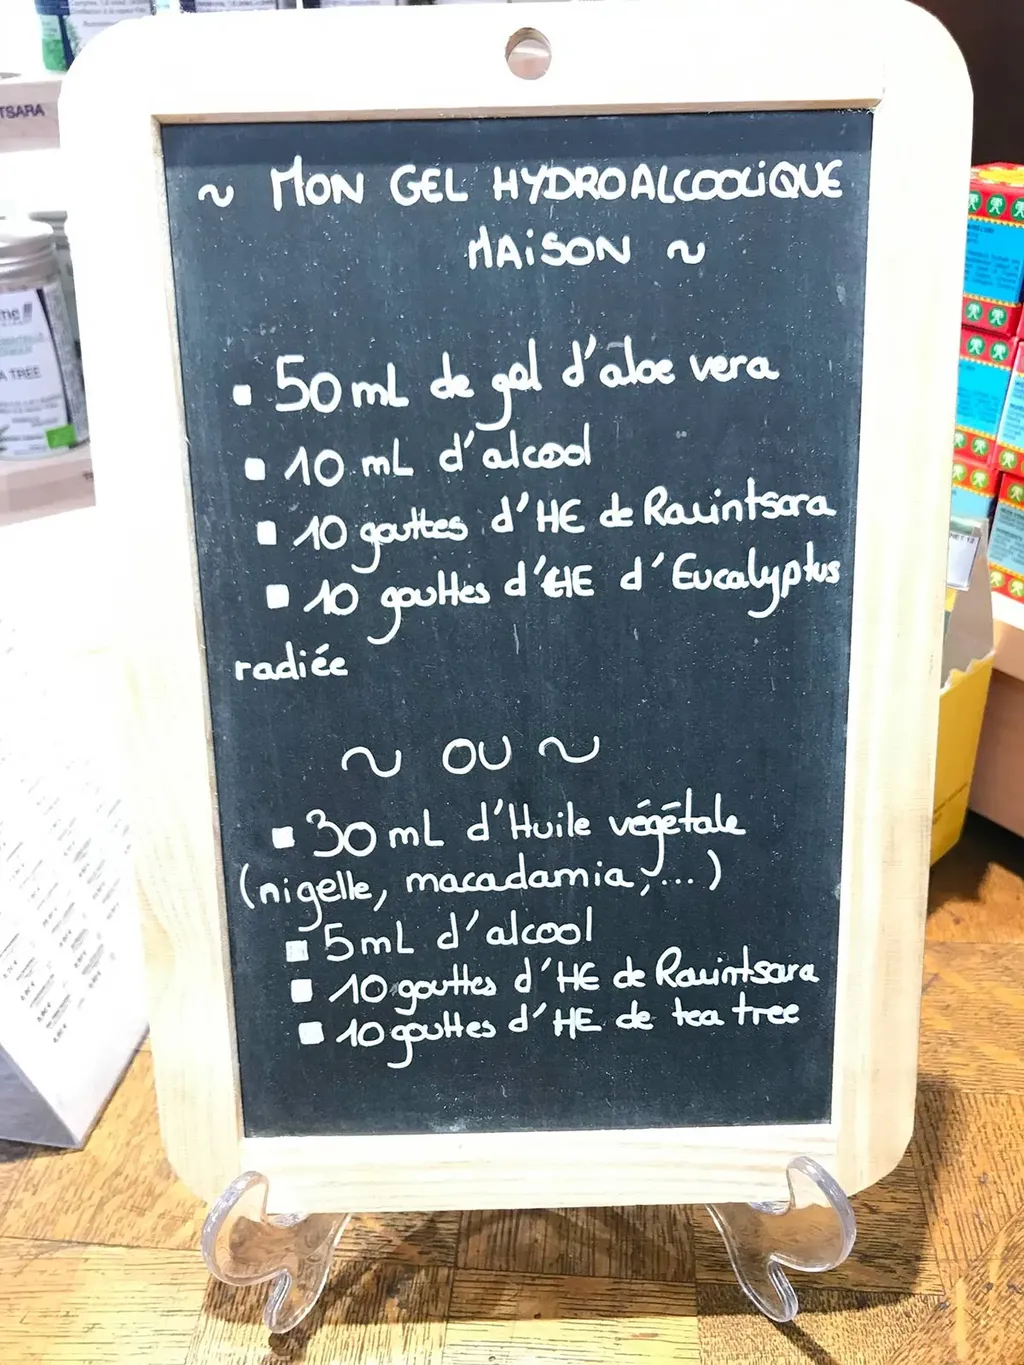 ~ MON GEL HYDROALCOOLIQUE
MAISON ~
▪ 50 mL de gel d'aloe vera
▪ 10 mL d'alcool
▪ 10 gouttes d'HE de Ravintsara
▪ 10 gouttes d'HE d'Eucalyptus
radiée
~ OU ~
▪ 30 mL d'Huile végétale
(nigelle, macadamia, ...)
▪ 5 mL d'alcool
▪ 10 gouttes d'HE de Ravintsara
▪ 10 gouttes d'HE de tea tree
TSARA
A TREE